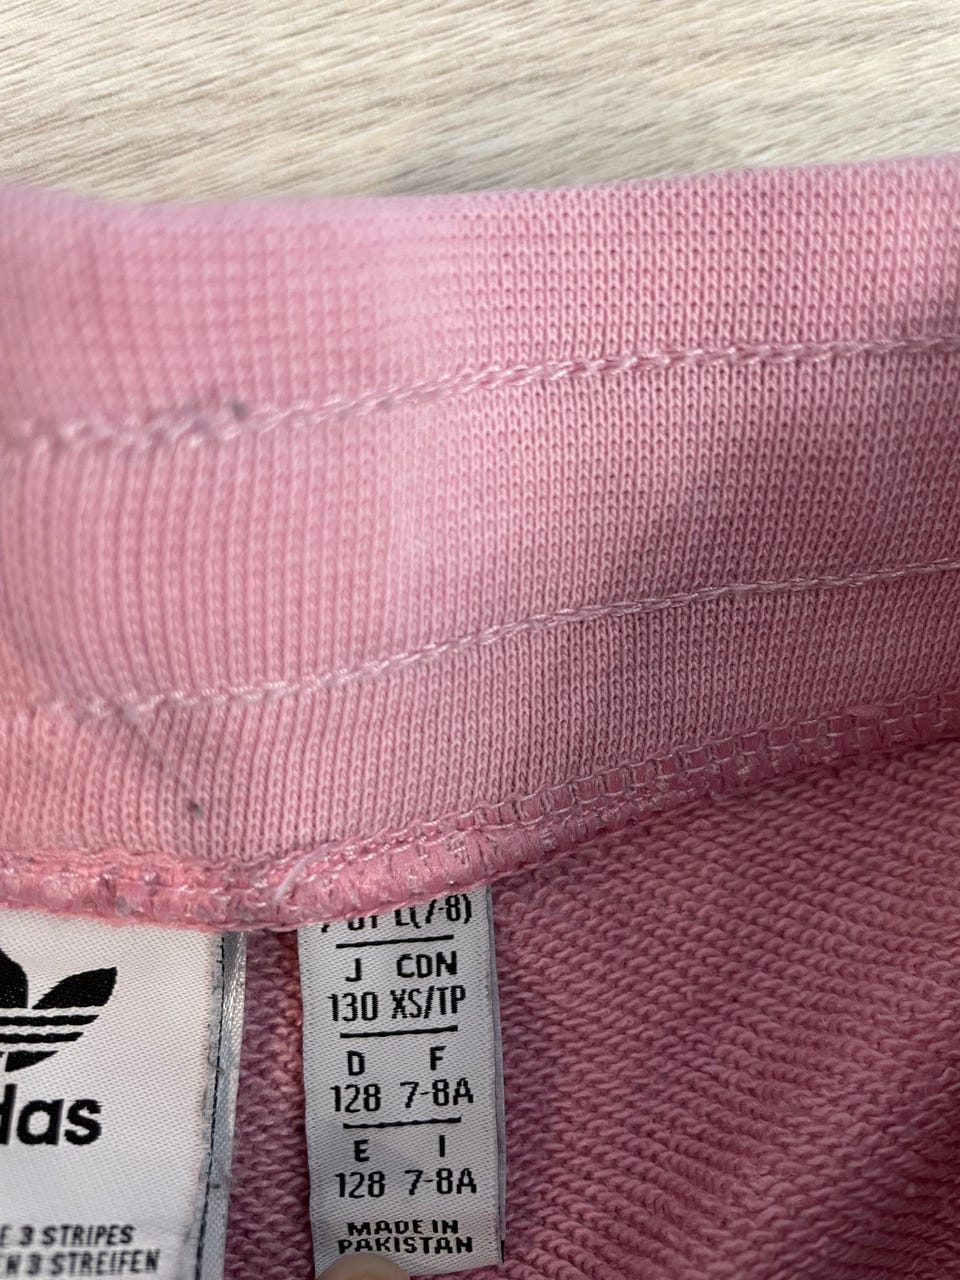 L(7-8)
J CDN
130 XS/TP
D F
128 7-8A
E I
128 7-8A
MADE IN
PAKISTAN
das
3 STRIPES
3 STREIFEN